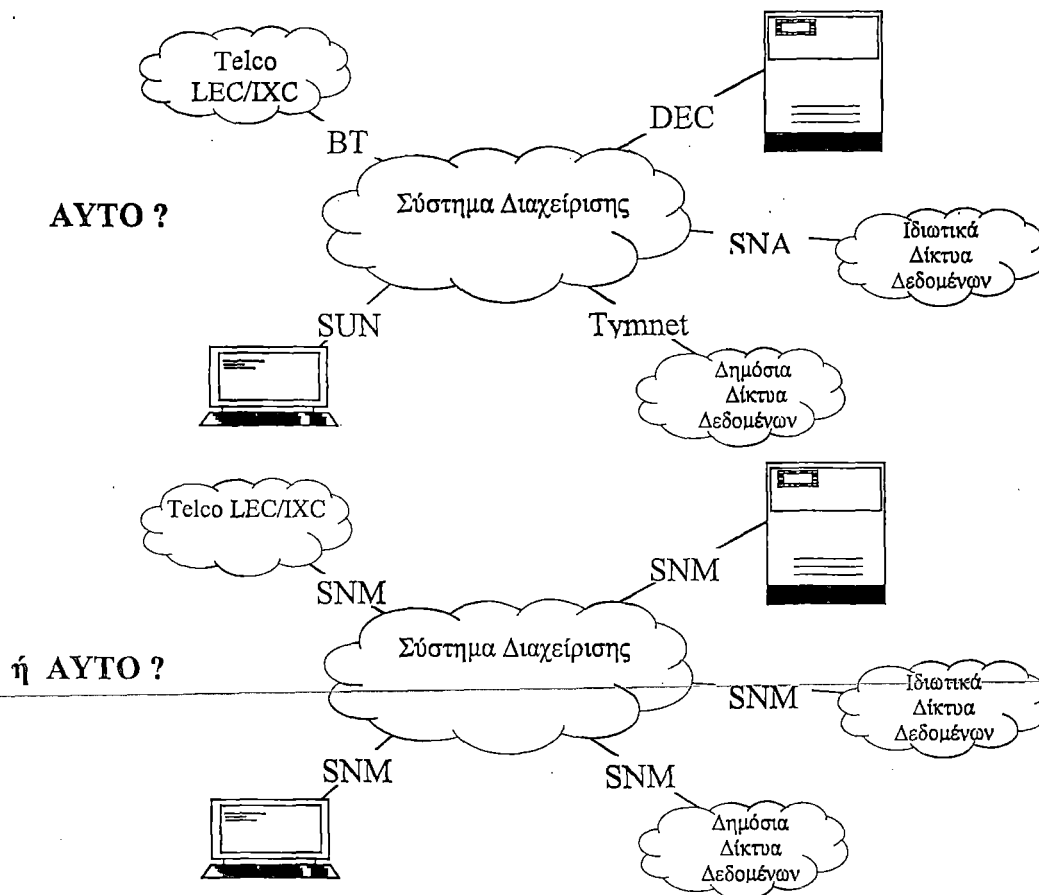 Telco
LEC/IXC
BT
DEC
ΑΥΤΟ ?
Σύστημα Διαχείρισης
SNA
Ιδιωτικά
Δίκτυα
Δεδομένων
SUN
Tymnet
Δημόσια
Δίκτυα
Δεδομένων
Telco LEC/IXC
SNM
SNM
ή ΑΥΤΟ ?
Σύστημα Διαχείρισης
SNM
Ιδιωτικά
Δίκτυα
Δεδομένων
SNM
SNM
Δημόσια
Δίκτυα
Δεδομένων